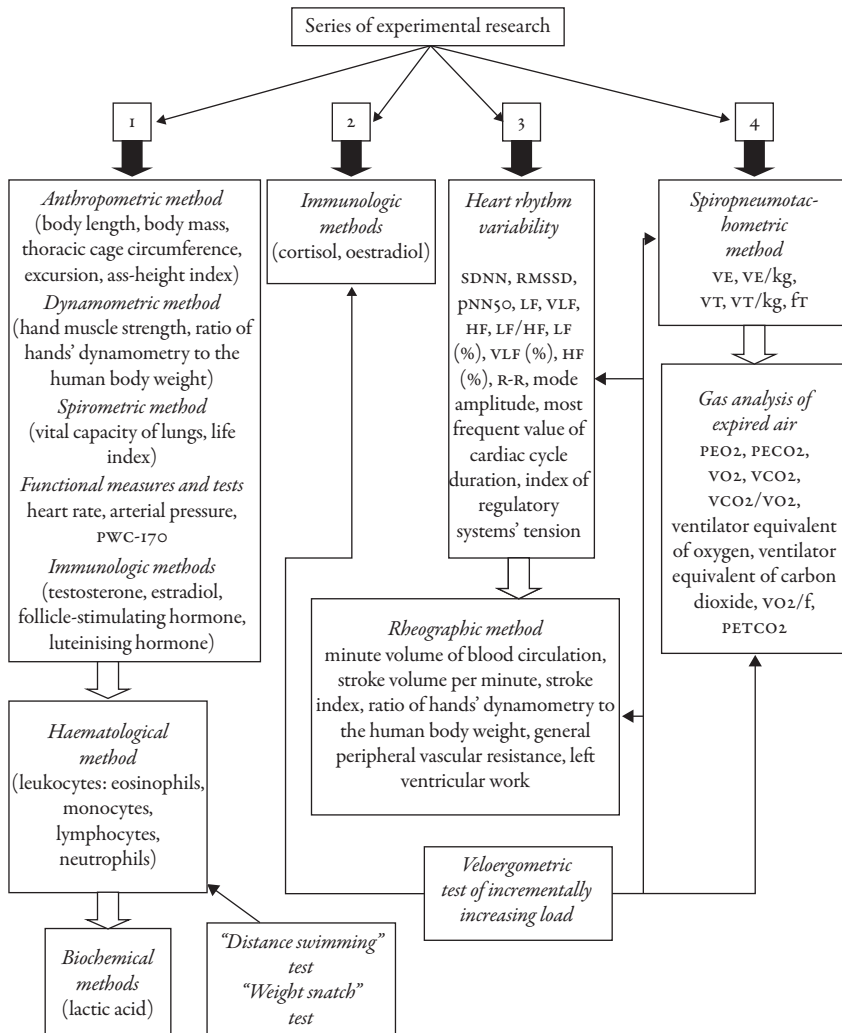 Series of experimental research
1
2
3
4
Anthropometric method
(body length, body mass,
thoracic cage circumference,
excursion, ass-height index)
Dynamometric method
(hand muscle strength, ratio of
hands’ dynamometry to the
human body weight)
Spirometric method
(vital capacity of lungs, life
index)
Functional measures and tests
heart rate, arterial pressure,
PWC-170
Immunologic methods
(testosterone, estradiol,
follicle-stimulating hormone,
luteinising hormone)
Haematological
method
(leukocytes: eosinophils,
monocytes,
lymphocytes,
neutrophils)
Biochemical
methods
(lactic acid)
“Distance swimming”
test
“Weight snatch”
test
Immunologic
methods
(cortisol, oestradiol)
Heart rhythm
variability
SDNN, RMSSD,
pNN50, LF, VLF,
HF, LF/HF, LF
(%), VLF (%), HF
(%), R-R, mode
amplitude, most
frequent value of
cardiac cycle
duration, index of
regulatory
systems’ tension
Rheographic method
minute volume of blood circulation,
stroke volume per minute, stroke
index, ratio of hands’ dynamometry to
the human body weight, general
peripheral vascular resistance, left
ventricular work
Veloergometric
test of incrementally
increasing load
Spiropneumotac-
hometric
method
VE, VE/kg,
VT, VT/kg, fT
Gas analysis of
expired air
PEO2, PECO2,
VO2, VCO2,
VCO2/VO2,
ventilator equivalent
of oxygen, ventilator
equivalent of carbon
dioxide, VO2/f,
PETCO2